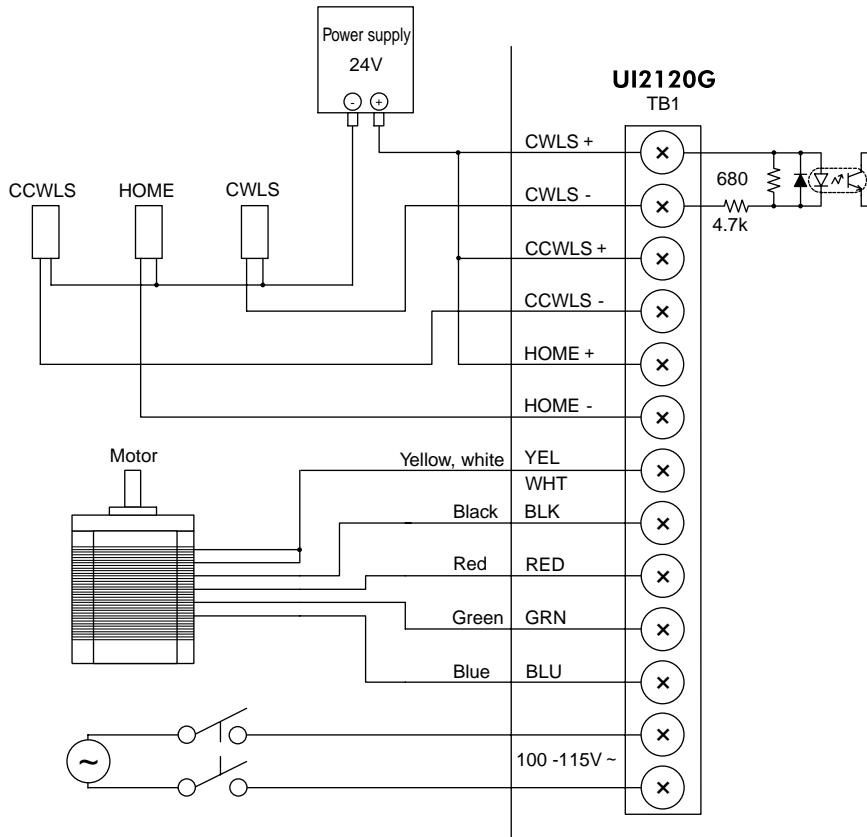 Power supply
24V
- +
UI2120G
TB1
CCWLS HOME CWLS
CWLS +
680
CWLS -
4.7k
CCWLS +
CCWLS -
HOME +
HOME -
Motor
Yellow, white YEL
WHT
Black BLK
Red RED
Green GRN
Blue BLU
100 -115V ~
~